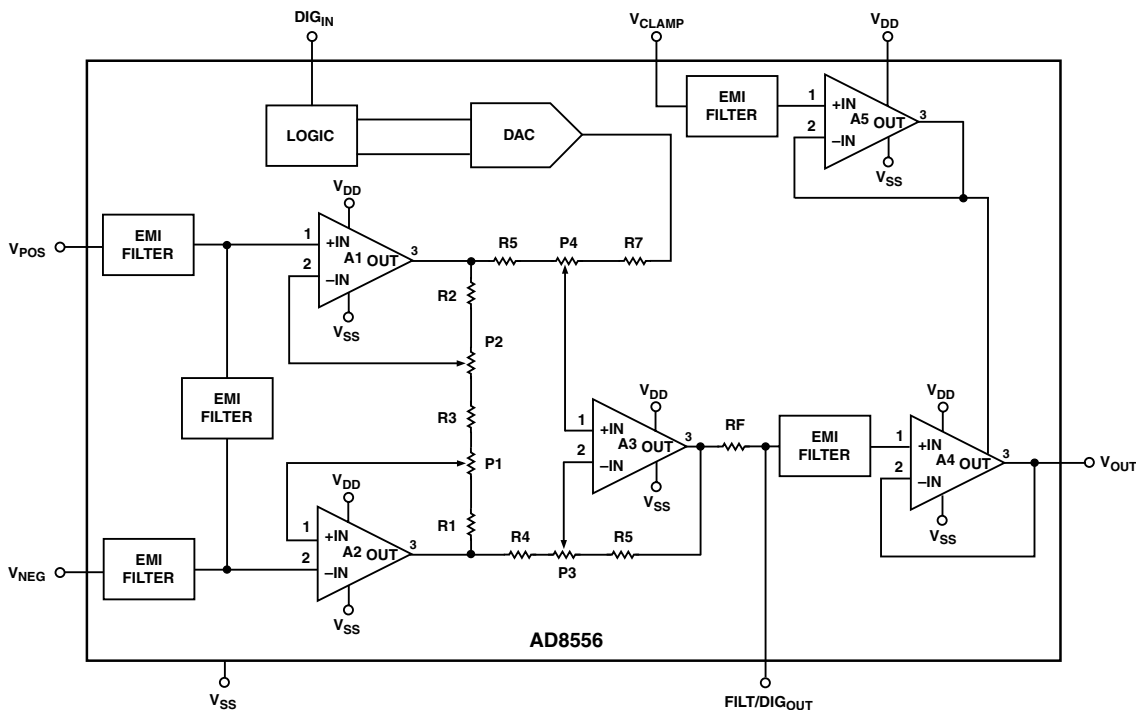 DIG_IN
V_CLAMP
V_DD
EMI
FILTER
1
+IN
A5 OUT
3
2
−IN
V_SS
LOGIC
DAC
V_DD
V_POS
EMI
FILTER
1
+IN
A1 OUT
3
2
−IN
V_SS
R5
P4
R7
R2
P2
EMI
FILTER
R3
P1
R1
V_DD
1
+IN
A2 OUT
3
2
−IN
V_SS
V_NEG
EMI
FILTER
R4
P3
R5
V_DD
1
+IN
A3 OUT
3
2
−IN
V_SS
RF
EMI
FILTER
V_DD
1
+IN
A4 OUT
3
2
−IN
V_SS
V_OUT
AD8556
V_SS
FILT/DIG_OUT